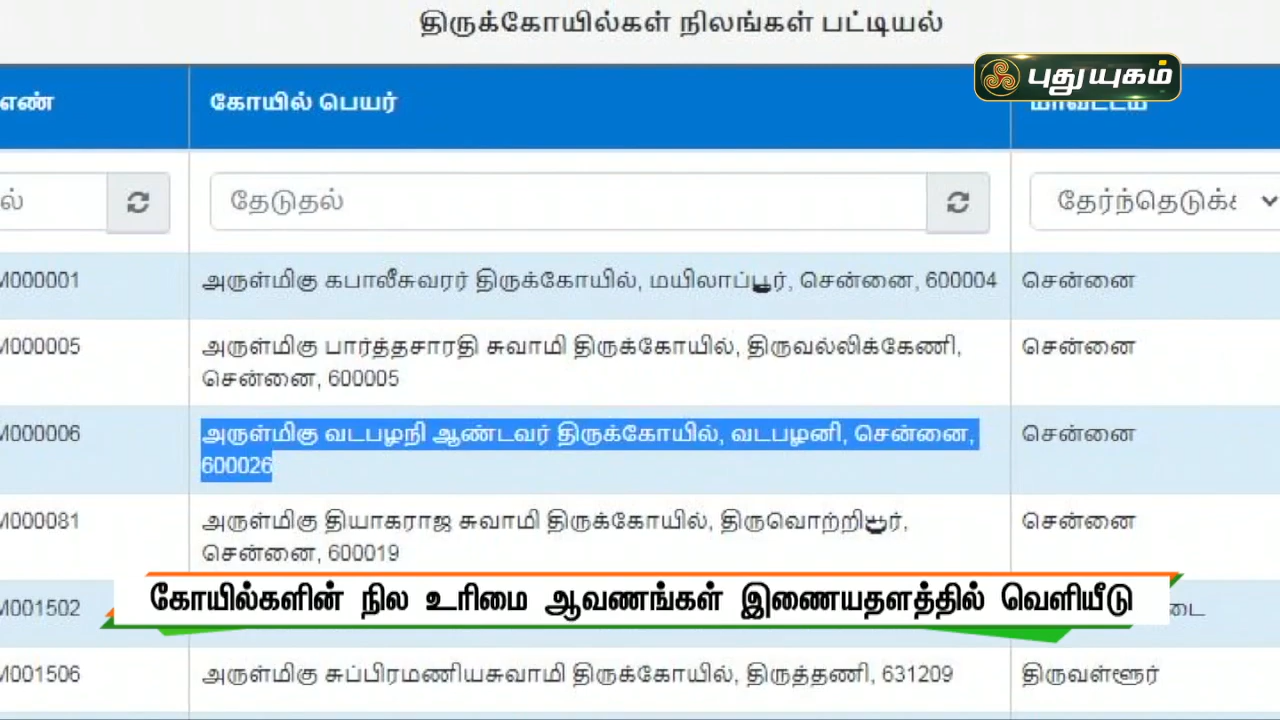 திருக்கோயில்கள் நிலங்கள் பட்டியல்
புதுயுகம்
எண்
கோயில் பெயர்
தேடுதல்
M000001
அருள்மிகு கபாலீசுவரர் திருக்கோயில், மயிலாப்பூர், சென்னை, 600004
சென்னை
M000005
அருள்மிகு பார்த்தசாரதி சுவாமி திருக்கோயில், திருவல்லிக்கேணி,
சென்னை, 600005
சென்னை
M000006
அருள்மிகு வடபழநி ஆண்டவர் திருக்கோயில், வடபழனி, சென்னை,
600026
சென்னை
M000081
அருள்மிகு தியாகராஜ சுவாமி திருக்கோயில், திருவொற்றியூர்,
சென்னை, 600019
சென்னை
M001502
கோயில்களின் நில உரிமை ஆவணங்கள் இணையதளத்தில் வெளியீடு
M001506
அருள்மிகு சுப்பிரமணியசுவாமி திருக்கோயில், திருத்தணி, 631209
திருவள்ளூர்